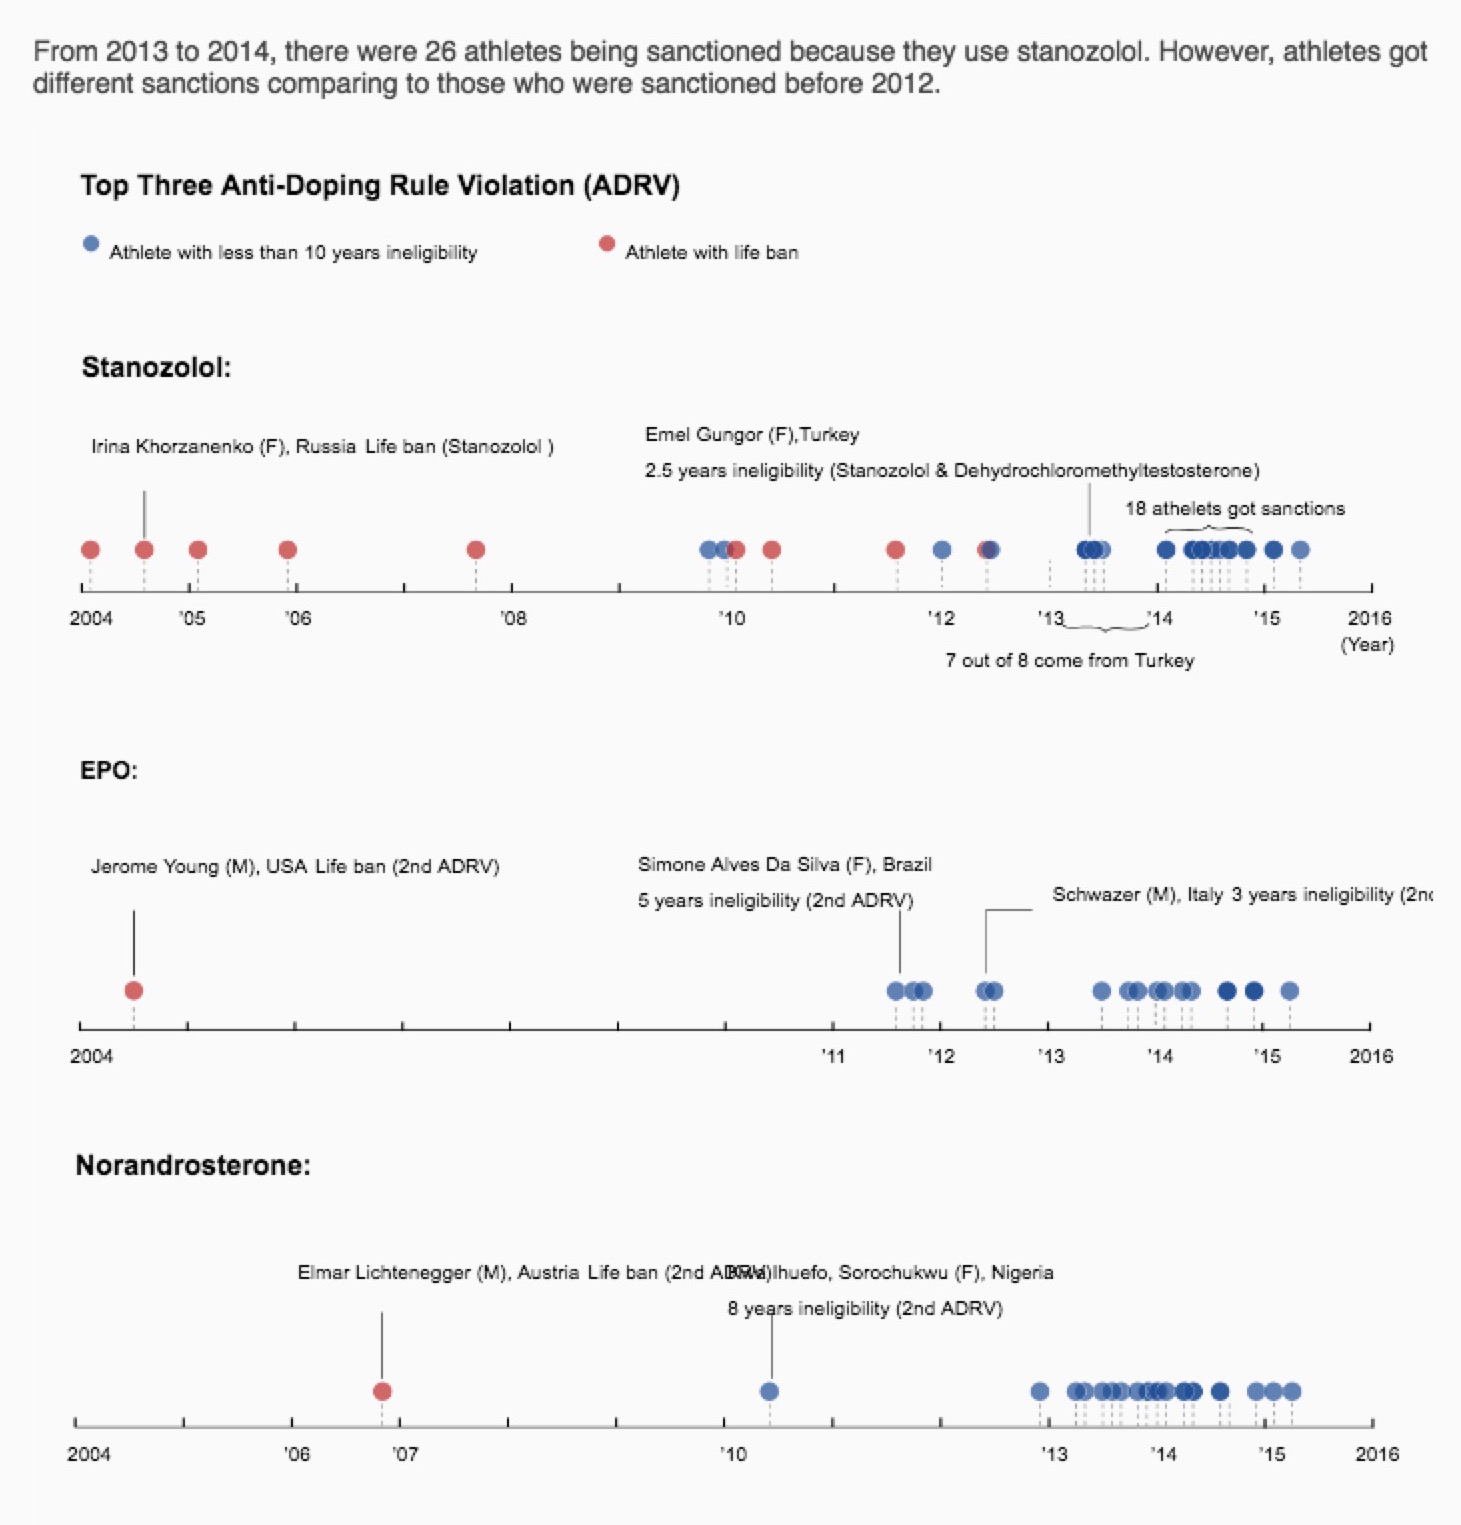 From 2013 to 2014, there were 26 athletes being sanctioned because they use stanozolol. However, athletes got
different sanctions comparing to those who were sanctioned before 2012.
Top Three Anti-Doping Rule Violation (ADRV)
Athlete with less than 10 years ineligibility
Athlete with life ban
Stanozolol:
Irina Khorzanenko (F), Russia Life ban (Stanozolol )
Emel Gungor (F),Turkey
2.5 years ineligibility (Stanozolol & Dehydrochloromethyltestosterone)
18 athelets got sanctions
2004 '05 '06 '08 '10 '12 '13 '14 '15 2016
(Year)
7 out of 8 come from Turkey
EPO:
Jerome Young (M), USA Life ban (2nd ADRV)
Simone Alves Da Silva (F), Brazil
5 years ineligibility (2nd ADRV)
Schwazer (M), Italy 3 years ineligibility (2nd
2004 '11 '12 '13 '14 '15 2016
Norandrosterone:
Elmar Lichtenegger (M), Austria Life ban (2nd ADRV)
Ihuefo, Sorochukwu (F), Nigeria
8 years ineligibility (2nd ADRV)
2004 '06 '07 '10 '13 '14 '15 2016